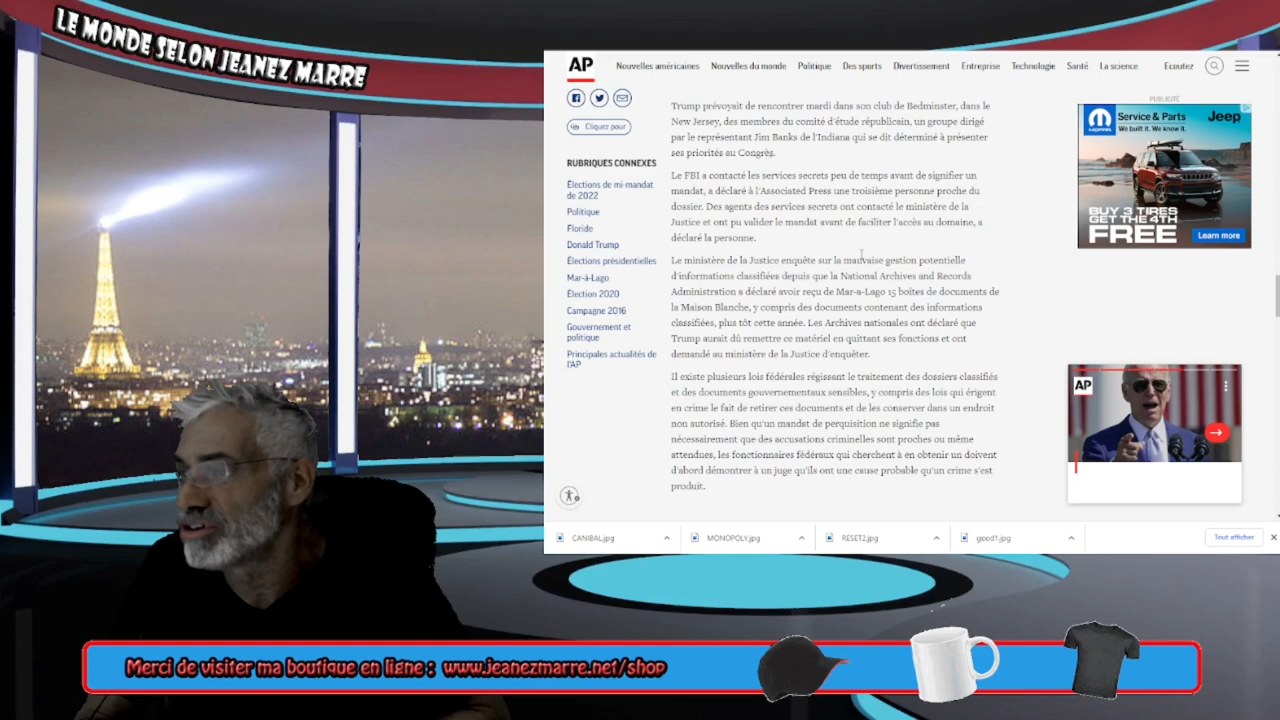 LE MONDE SELON JEANEZ MARRE
AP
Nouvelles américaines Nouvelles du monde Politique Des sports Divertissement Entreprise Technologie Santé La science Ecoutez
Cliquez pour
RUBRIQUES CONNEXES
Élections de mi-mandat
de 2022
Politique
Floride
Donald Trump
Élections présidentielles
Mar-à-Lago
Élection 2020
Campagne 2016
Gouvernement et
politique
Principales actualités de
l'AP
Trump prévoyait de rencontrer mardi dans son club de Bedminster, dans le
New Jersey, des membres du comité d'étude républicain, un groupe dirigé
par le représentant Jim Banks de l'Indiana qui se dit déterminé à présenter
ses priorités au Congrès.
Le FBI a contacté les services secrets peu de temps avant de signifier un
mandat, a déclaré à l'Associated Press une troisième personne proche du
dossier. Des agents des services secrets ont contacté le ministère de la
Justice et ont pu valider le mandat avant de faciliter l'accès au domaine, a
déclaré la personne.
Le ministère de la Justice enquête sur la mauvaise gestion potentielle
d'informations classifiées depuis que la National Archives and Records
Administration a déclaré avoir reçu de Mar-a-Lago 15 boîtes de documents de
la Maison Blanche, y compris des documents contenant des informations
classifiées, plus tôt cette année. Les Archives nationales ont déclaré que
Trump aurait dû remettre ce matériel en quittant ses fonctions et ont
demandé au ministère de la Justice d'enquêter.
Il existe plusieurs lois fédérales régissant le traitement des dossiers classifiés
et des documents gouvernementaux sensibles, y compris des lois qui érigent
en crime le fait de retirer ces documents et de les conserver dans un endroit
non autorisé. Bien qu'un mandat de perquisition ne signifie pas
nécessairement que des accusations criminelles sont proches ou même
attendues, les fonctionnaires fédéraux qui cherchent à en obtenir un doivent
d'abord démontrer à un juge qu'ils ont une cause probable qu'un crime s'est
produit.
PUBLICITÉ
MOPAR
Service & Parts
We built it. We know it.
Jeep
BUY 3 TIRES
GET THE 4TH
FREE
Learn more
AP
CANIBAL.jpg MONOPOLY.jpg RESET2.jpg good1.jpg Tout afficher
Merci de visiter ma boutique en ligne : www.jeanezmarre.net/shop